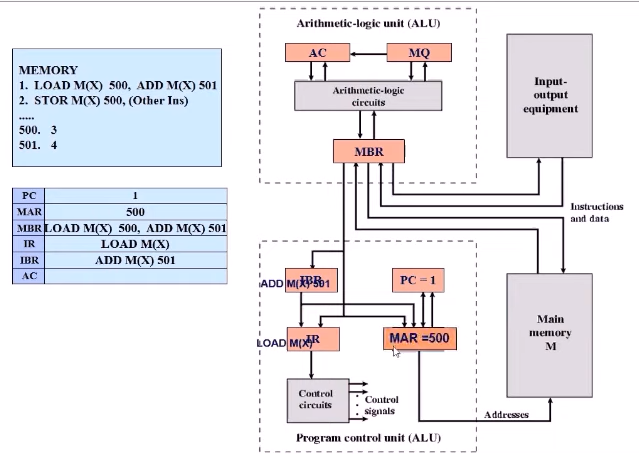 MEMORY
1. LOAD M(X) 500, ADD M(X) 501
2. STOR M(X) 500, (Other Ins)
.....
500. 3
501. 4
PC 1
MAR 500
MBR LOAD M(X) 500, ADD M(X) 501
IR LOAD M(X)
IBR ADD M(X) 501
AC
Arithmetic-logic unit (ALU)
AC
MQ
Arithmetic-logic
circuits
MBR
Input-
output
equipment
Instructions
and data
IBR
ADD M(X) 501
PC = 1
IR
LOAD M(X)
MAR =500
Main
memory
M
Control
circuits
Control
signals
Addresses
Program control unit (ALU)